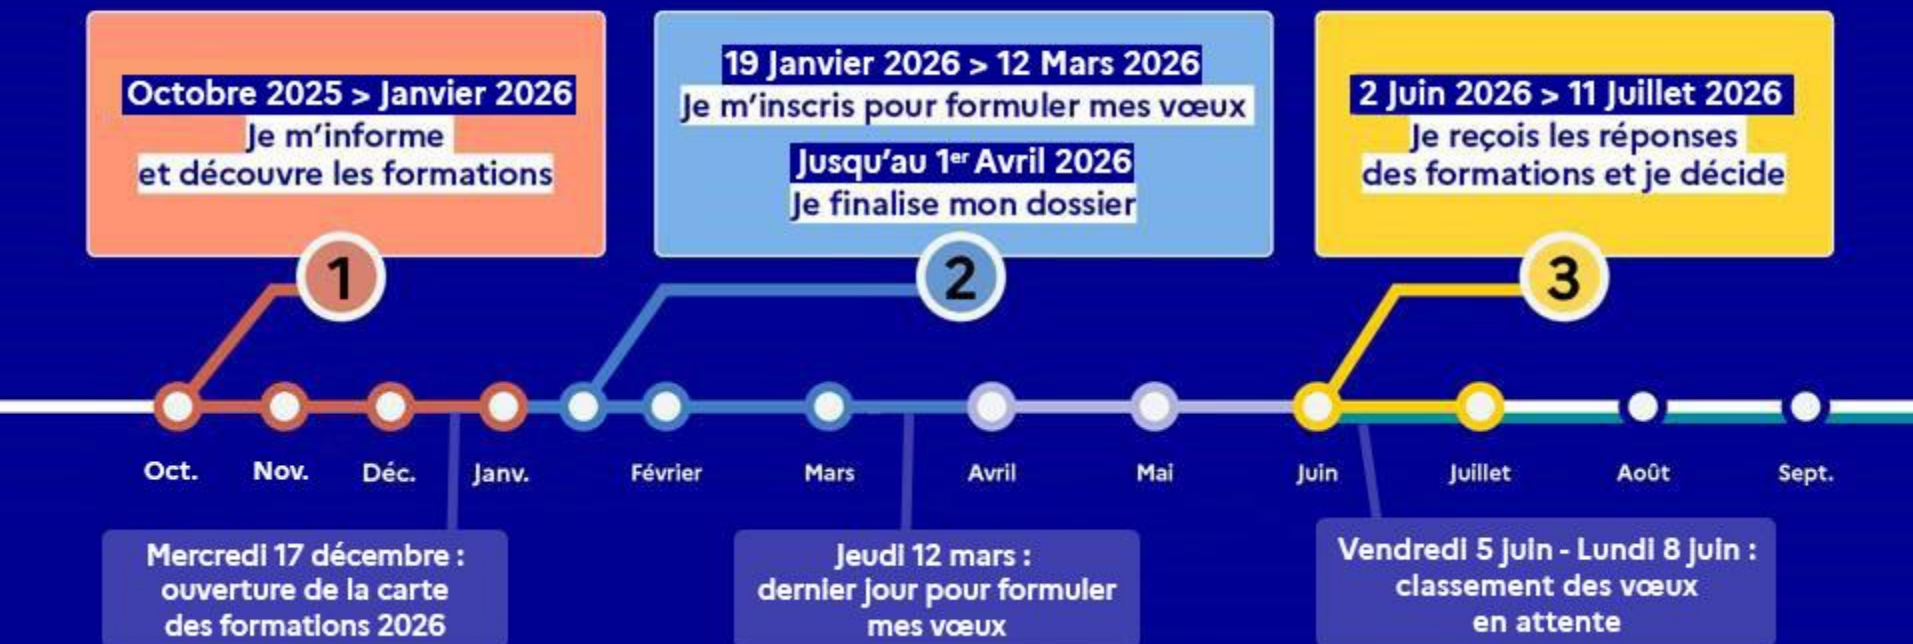 Octobre 2025 > Janvier 2026
Je m'informe
et découvre les formations
19 Janvier 2026 > 12 Mars 2026
Je m'inscris pour formuler mes vœux
Jusqu'au 1er Avril 2026
Je finalise mon dossier
2 Juin 2026 > 11 Juillet 2026
Je reçois les réponses
des formations et je décide
1
2
3
Oct.
Nov.
Déc.
Janv.
Février
Mars
Avril
Mai
Juin
Juillet
Août
Sept.
Mercredi 17 décembre :
ouverture de la carte
des formations 2026
Jeudi 12 mars :
dernier jour pour formuler
mes vœux
Vendredi 5 juin - Lundi 8 juin :
classement des vœux
en attente